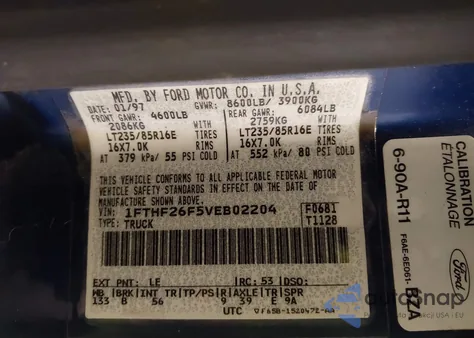 MFD. BY FORD MOTOR CO. IN U.S.A.
DATE: 01/97 GVWR: 8600LB/ 3900KG
FRONT GAWR: 4600LB REAR GAWR: 6084LB
2086KG 2759KG
LT235/85R16E TIRES LT235/85R16E TIRES
16X7.0K RIMS 16X7.0K RIMS
AT 379 kPa/ 55 PSI COLD AT 552 kPa/ 80 PSI COLD
THIS VEHICLE CONFORMS TO ALL APPLICABLE FEDERAL MOTOR
VEHICLE SAFETY STANDARDS IN EFFECT ON THE DATE OF
MANUFACTURE SHOWN ABOVE.
VIN: 1FTHF26F5VEB02204 F0681
TYPE: TRUCK T1128
EXT PNT: LE RC: 53 DSO:
WB BRK INT TR TP/PS R AXLE TR SPR
133 B 56 9 39 E 9A
UTC
CALIBRATION
ÉTALONNAGE
6-90A-R11
F6AE-6E061-BZA
Ford
AutoSnap